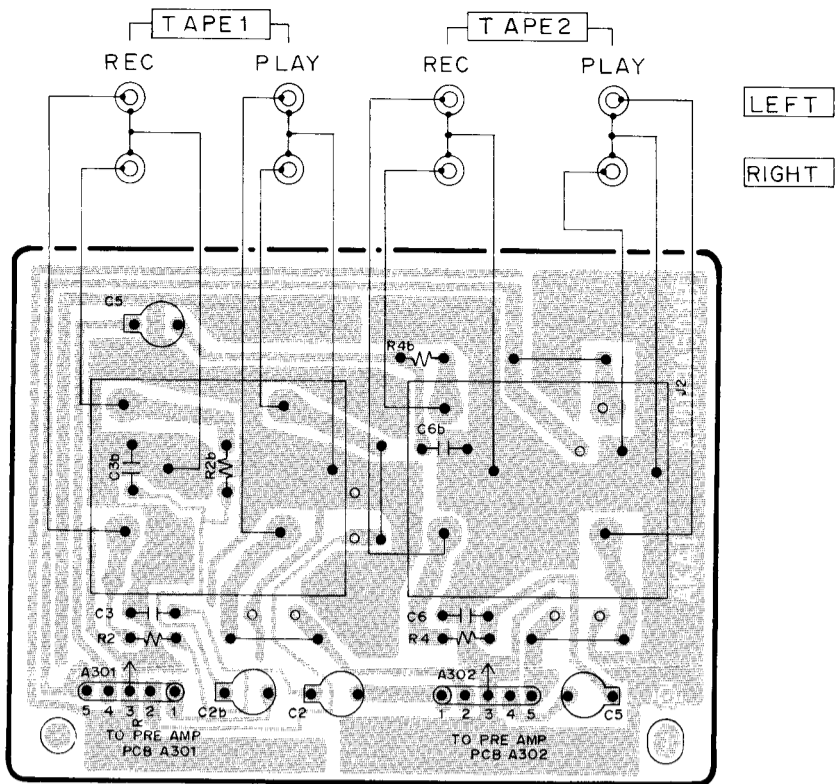 TAPE1 TAPE2
REC PLAY REC PLAY
LEFT
RIGHT
C5
R4b
J2
C6b
C3b
R2b
C3
C6
R2
R4
A301
A302
5 4 3 2 1
C2b
C2
1 2 3 4 5
C5
R
TO PRE AMP
PCB A301
TO PRE AMP
PCB A302